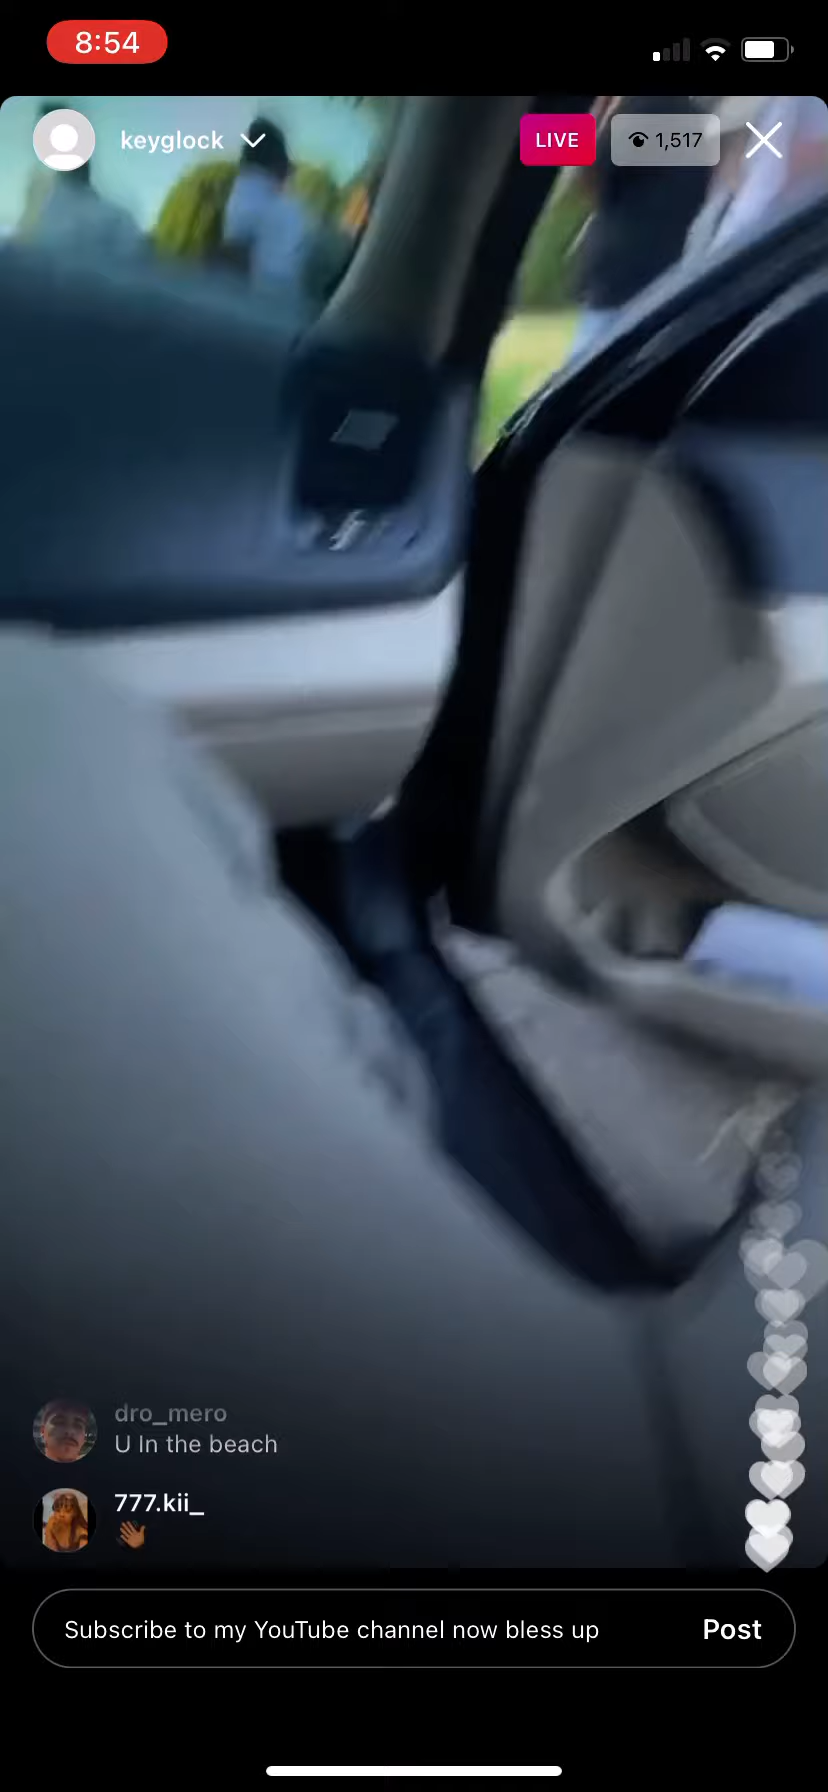 8:54
keyglock
LIVE
1,517
dro_mero
U In the beach
777.kii_
Subscribe to my YouTube channel now bless up
Post